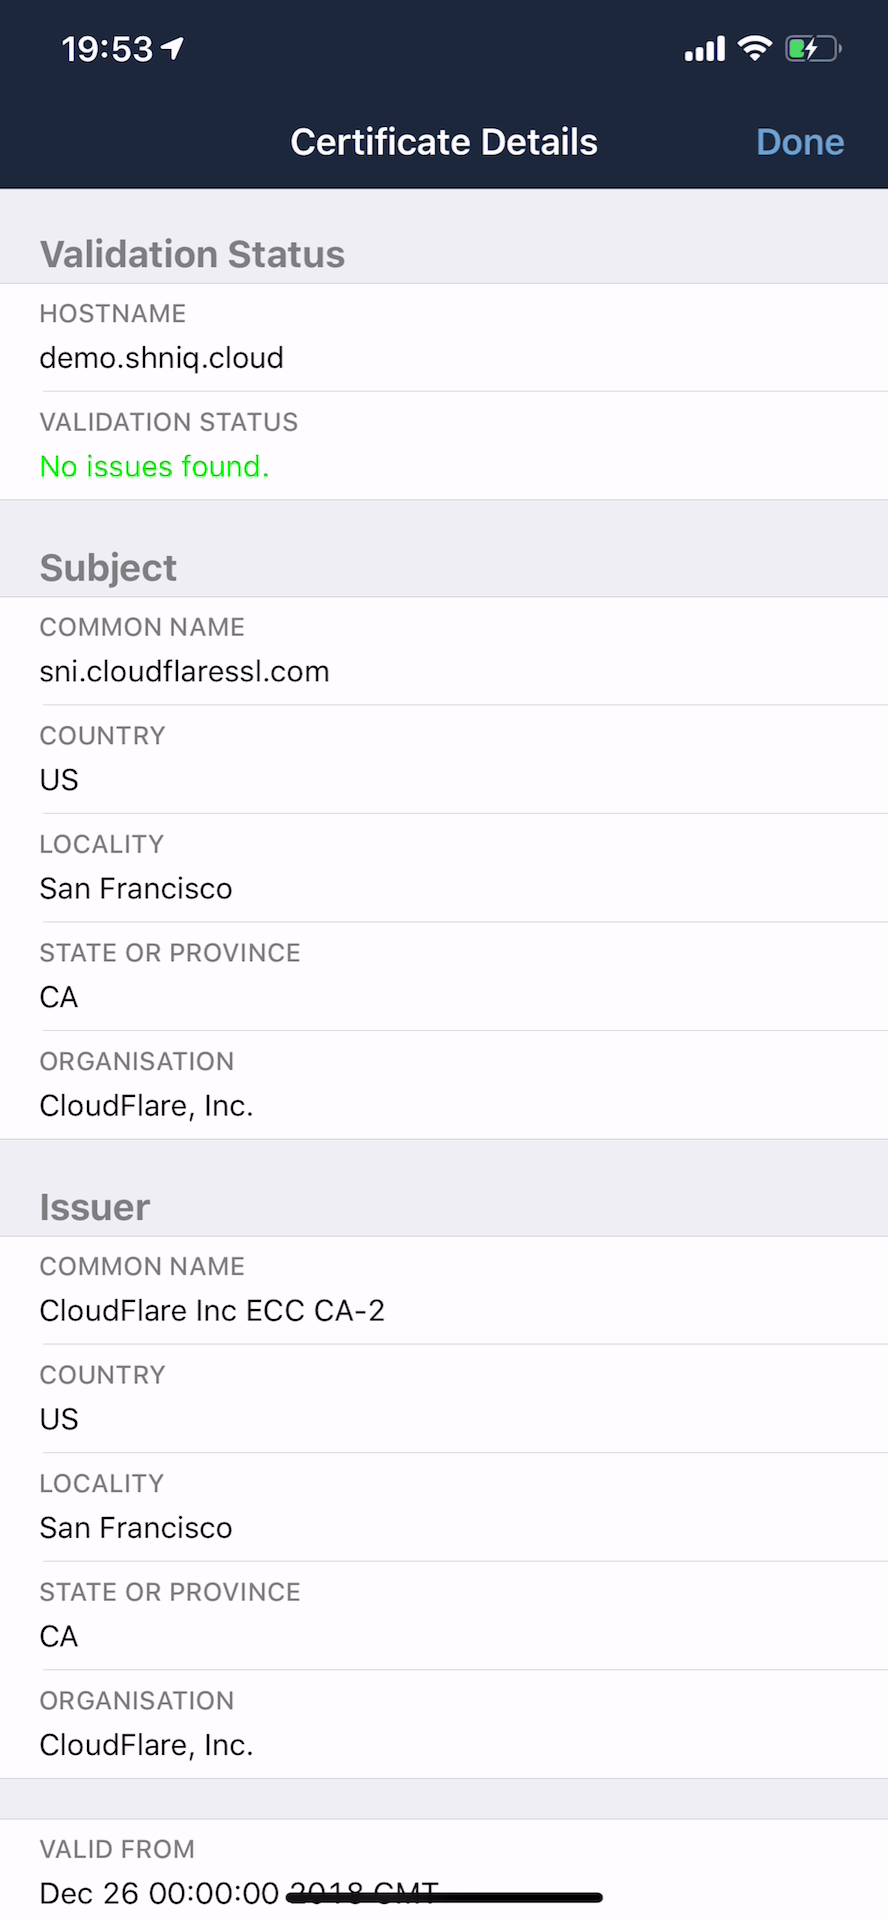 19:53
Certificate Details
Done
Validation Status
HOSTNAME
demo.shniq.cloud
VALIDATION STATUS
No issues found.
Subject
COMMON NAME
sni.cloudflaressl.com
COUNTRY
US
LOCALITY
San Francisco
STATE OR PROVINCE
CA
ORGANISATION
CloudFlare, Inc.
Issuer
COMMON NAME
CloudFlare Inc ECC CA-2
COUNTRY
US
LOCALITY
San Francisco
STATE OR PROVINCE
CA
ORGANISATION
CloudFlare, Inc.
VALID FROM
Dec 26 00:00:00 2018 GMT